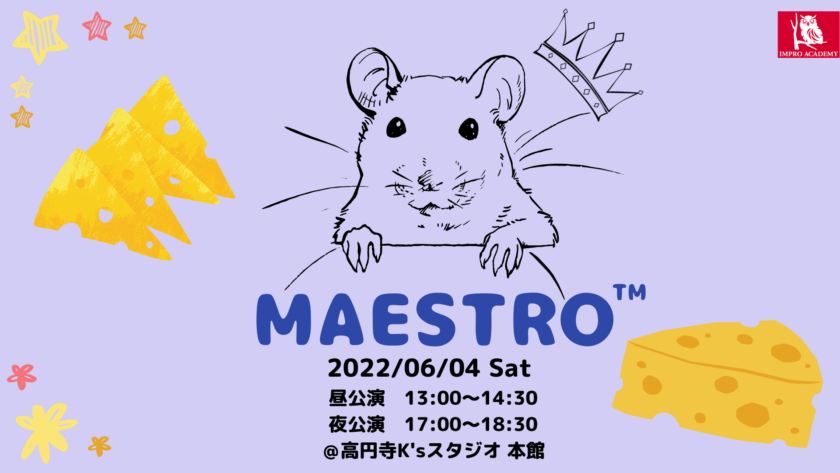 IMPRO ACADEMY
MAESTRO™
2022/06/04 Sat
昼公演　13:00〜14:30
夜公演　17:00〜18:30
@高円寺K'sスタジオ 本館